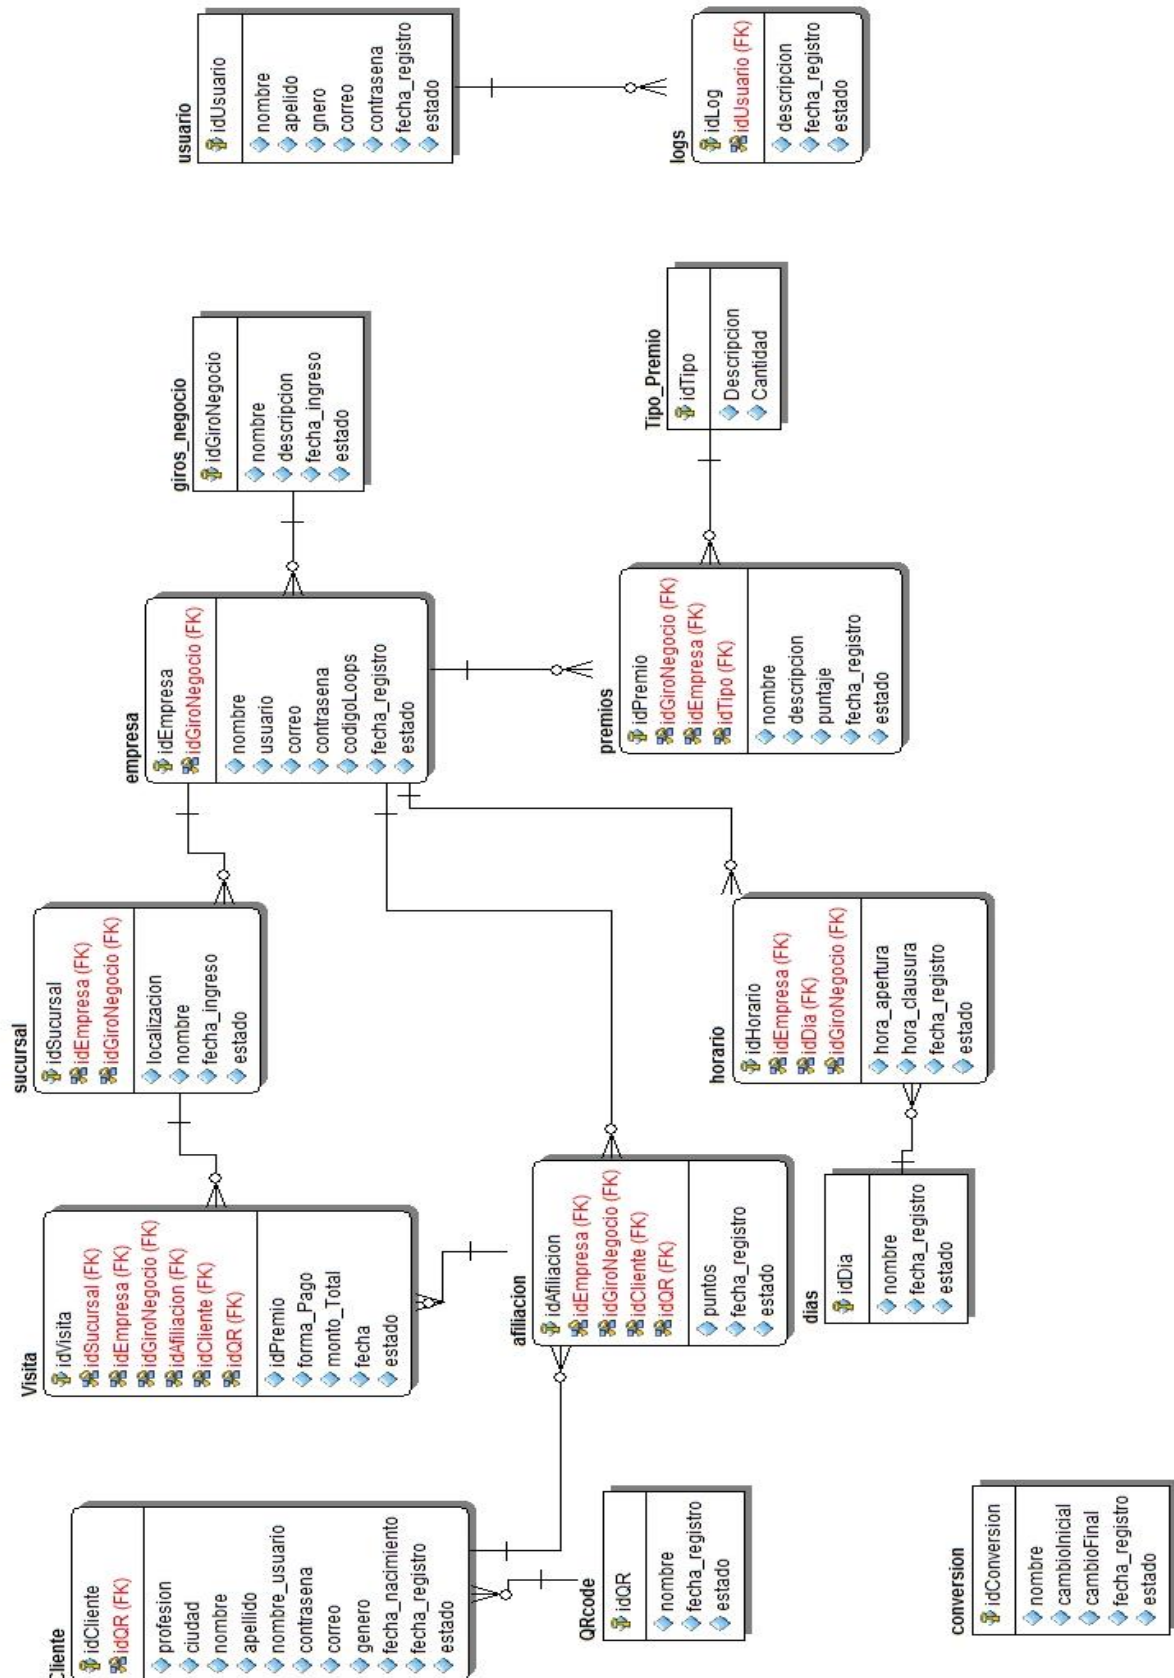 Cliente
idCliente
idQR (FK)
profesion
ciudad
nombre
apellido
nombre_usuario
contrasena
correo
genero
fecha_nacimiento
fecha_registro
estado
QRcode
idQR
nombre
fecha_registro
estado
conversion
idConversion
nombre
cambioInicial
cambioFinal
fecha_registro
estado
Visita
idVisita
idSucursal (FK)
idEmpresa (FK)
idGiroNegocio (FK)
idAfiliacion (FK)
idCliente (FK)
idQR (FK)
idPremio
forma_Pago
monto_Total
fecha
estado
afiliacion
idAfiliacion
idEmpresa (FK)
idGiroNegocio (FK)
idCliente (FK)
idQR (FK)
puntos
fecha_registro
estado
dias
idDia
nombre
fecha_registro
estado
sucursal
idSucursal
idEmpresa (FK)
idGiroNegocio (FK)
localizacion
nombre
fecha_ingreso
estado
horario
idHorario
idEmpresa (FK)
idDia (FK)
idGiroNegocio (FK)
hora_apertura
hora_clausura
fecha_registro
estado
empresa
idEmpresa
idGiroNegocio (FK)
nombre
usuario
correo
contrasena
codigoLoops
fecha_registro
estado
premios
idPremio
idGiroNegocio (FK)
idEmpresa (FK)
idTipo (FK)
nombre
descripcion
puntaje
fecha_registro
estado
giros_negocio
idGiroNegocio
nombre
descripcion
fecha_ingreso
estado
Tipo_Premio
idTipo
Descripcion
Cantidad
usuario
idUsuario
nombre
apelido
gnero
correo
contrasena
fecha_registro
estado
logs
idLog
idUsuario (FK)
descripcion
fecha_registro
estado